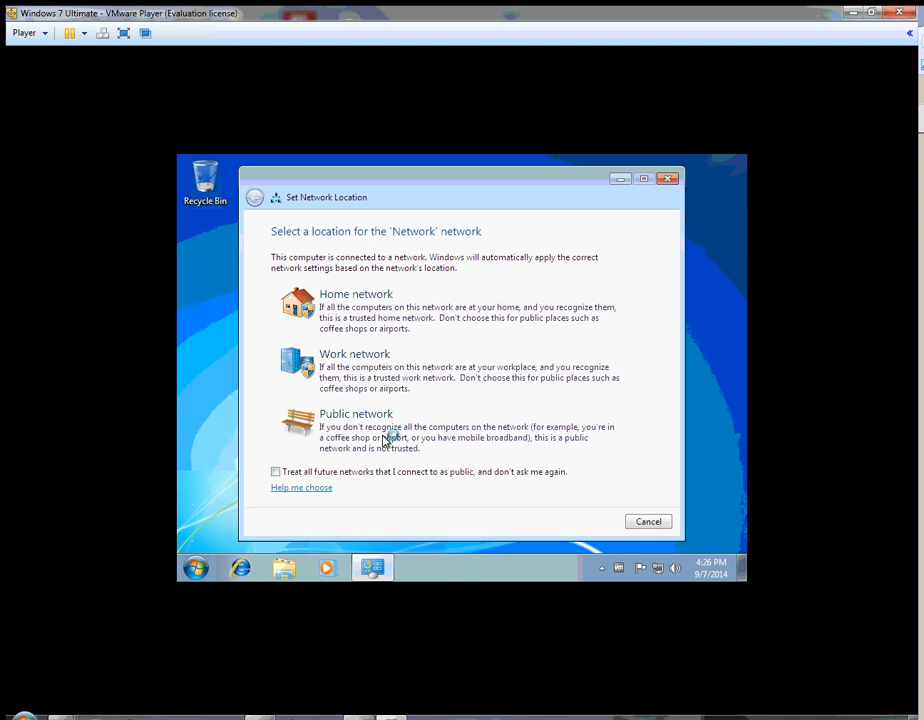 Windows 7 Ultimate - VMware Player (Evaluation license)
Player
Recycle Bin
Set Network Location
Select a location for the 'Network' network
This computer is connected to a network. Windows will automatically apply the correct
network settings based on the network's location.
Home network
If all the computers on this network are at your home, and you recognize them,
this is a trusted home network. Don't choose this for public places such as
coffee shops or airports.
Work network
If all the computers on this network are at your workplace, and you recognize
them, this is a trusted work network. Don't choose this for public places such as
coffee shops or airports.
Public network
If you don't recognize all the computers on the network (for example, you're in
a coffee shop or, or you have mobile broadband), this is a public
network and is not trusted.
Treat all future networks that I connect to as public, and don't ask me again.
Help me choose
Cancel
4:26 PM
9/7/2014